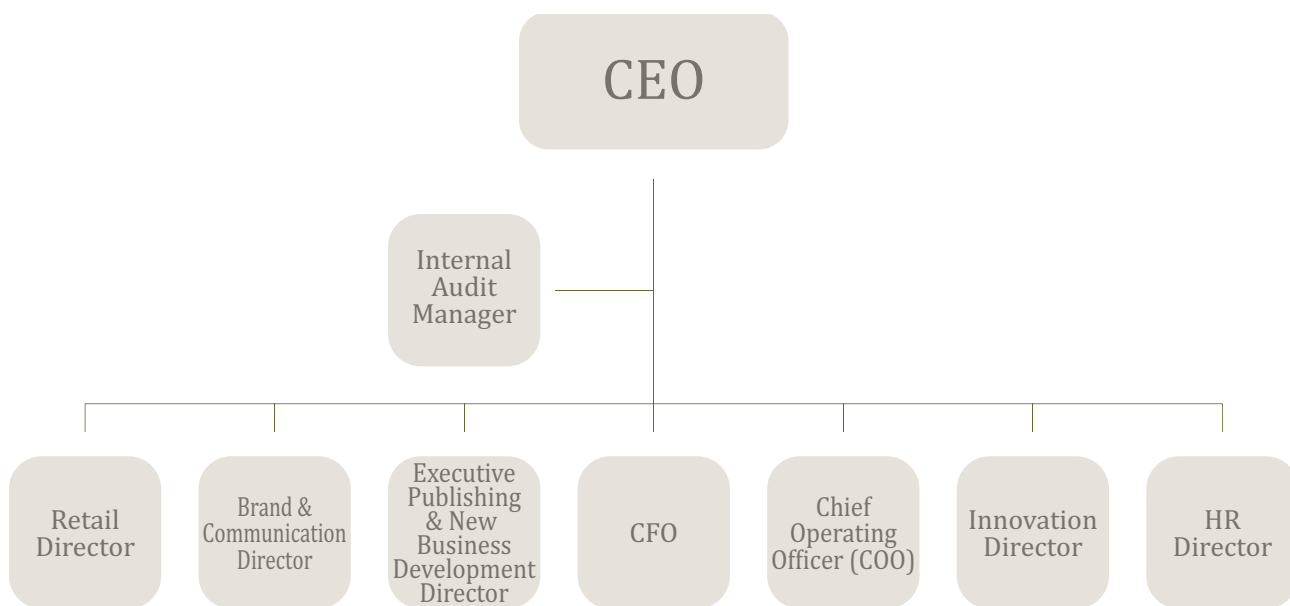 CEO
Internal
Audit
Manager
Retail
Director
Brand &
Communication
Director
Executive
Publishing
& New
Business
Development
Director
CFO
Chief
Operating
Officer (COO)
Innovation
Director
HR
Director